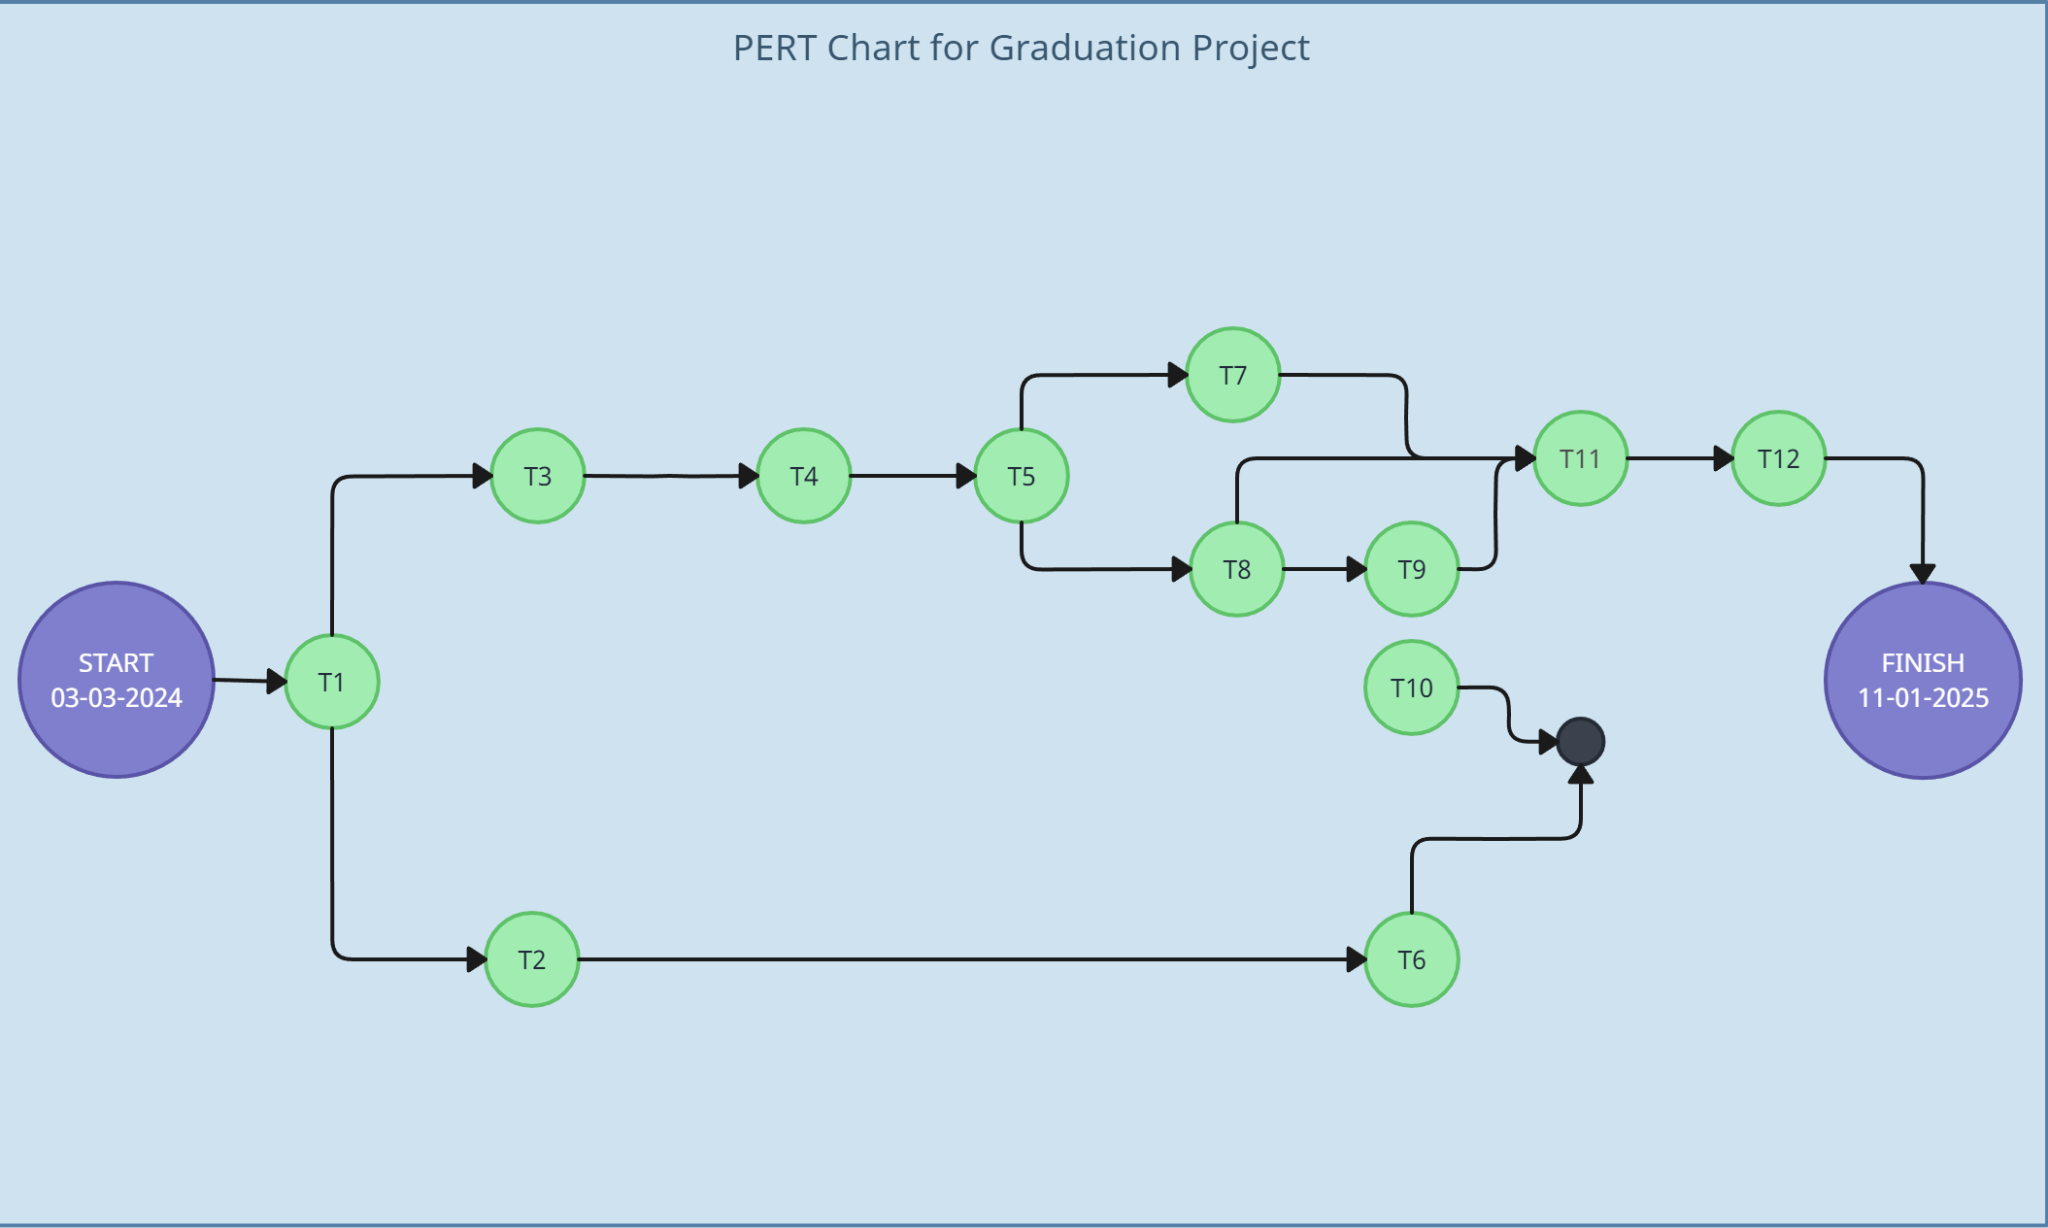 PERT Chart for Graduation Project
T7
T3
T4
T5
T11
T12
T8
T9
START
03-03-2024
T1
T10
FINISH
11-01-2025
T2
T6